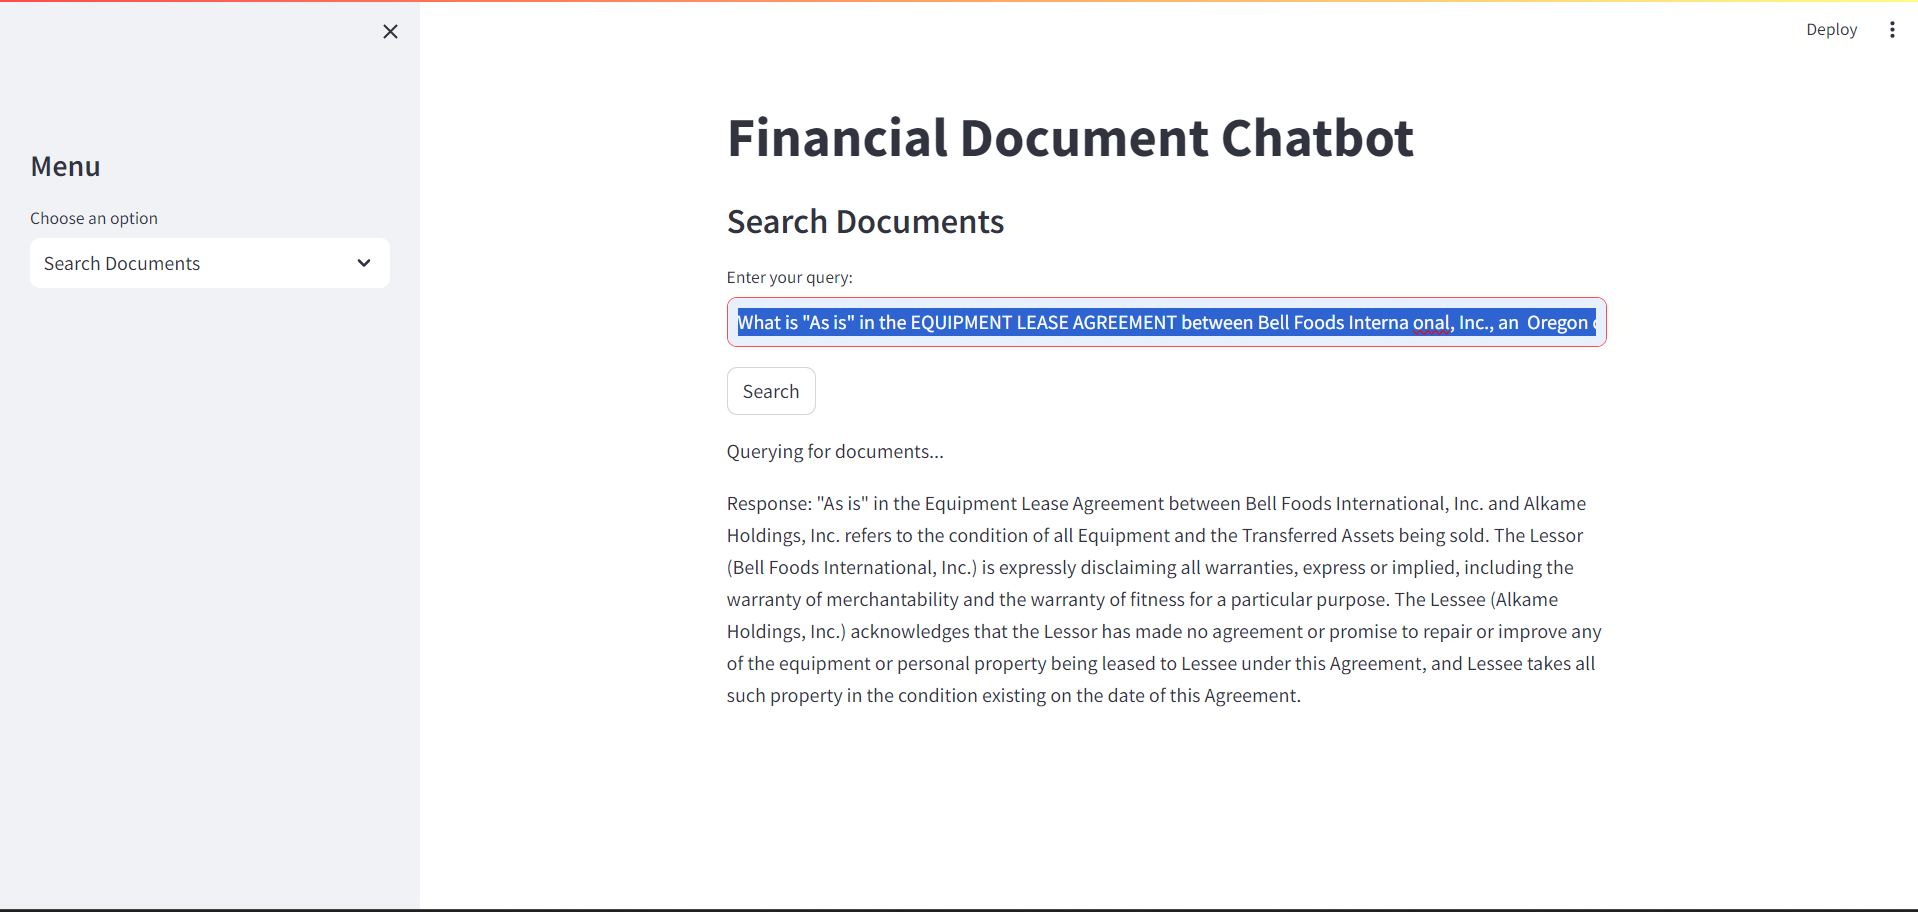 Deploy
Menu
Choose an option
Search Documents
Financial Document Chatbot
Search Documents
Enter your query:
What is "As is" in the EQUIPMENT LEASE AGREEMENT between Bell Foods Interna onal, Inc., an  Oregon
Search
Querying for documents...
Response: "As is" in the Equipment Lease Agreement between Bell Foods International, Inc. and Alkame
Holdings, Inc. refers to the condition of all Equipment and the Transferred Assets being sold. The Lessor
(Bell Foods International, Inc.) is expressly disclaiming all warranties, express or implied, including the
warranty of merchantability and the warranty of fitness for a particular purpose. The Lessee (Alkame
Holdings, Inc.) acknowledges that the Lessor has made no agreement or promise to repair or improve any
of the equipment or personal property being leased to Lessee under this Agreement, and Lessee takes all
such property in the condition existing on the date of this Agreement.